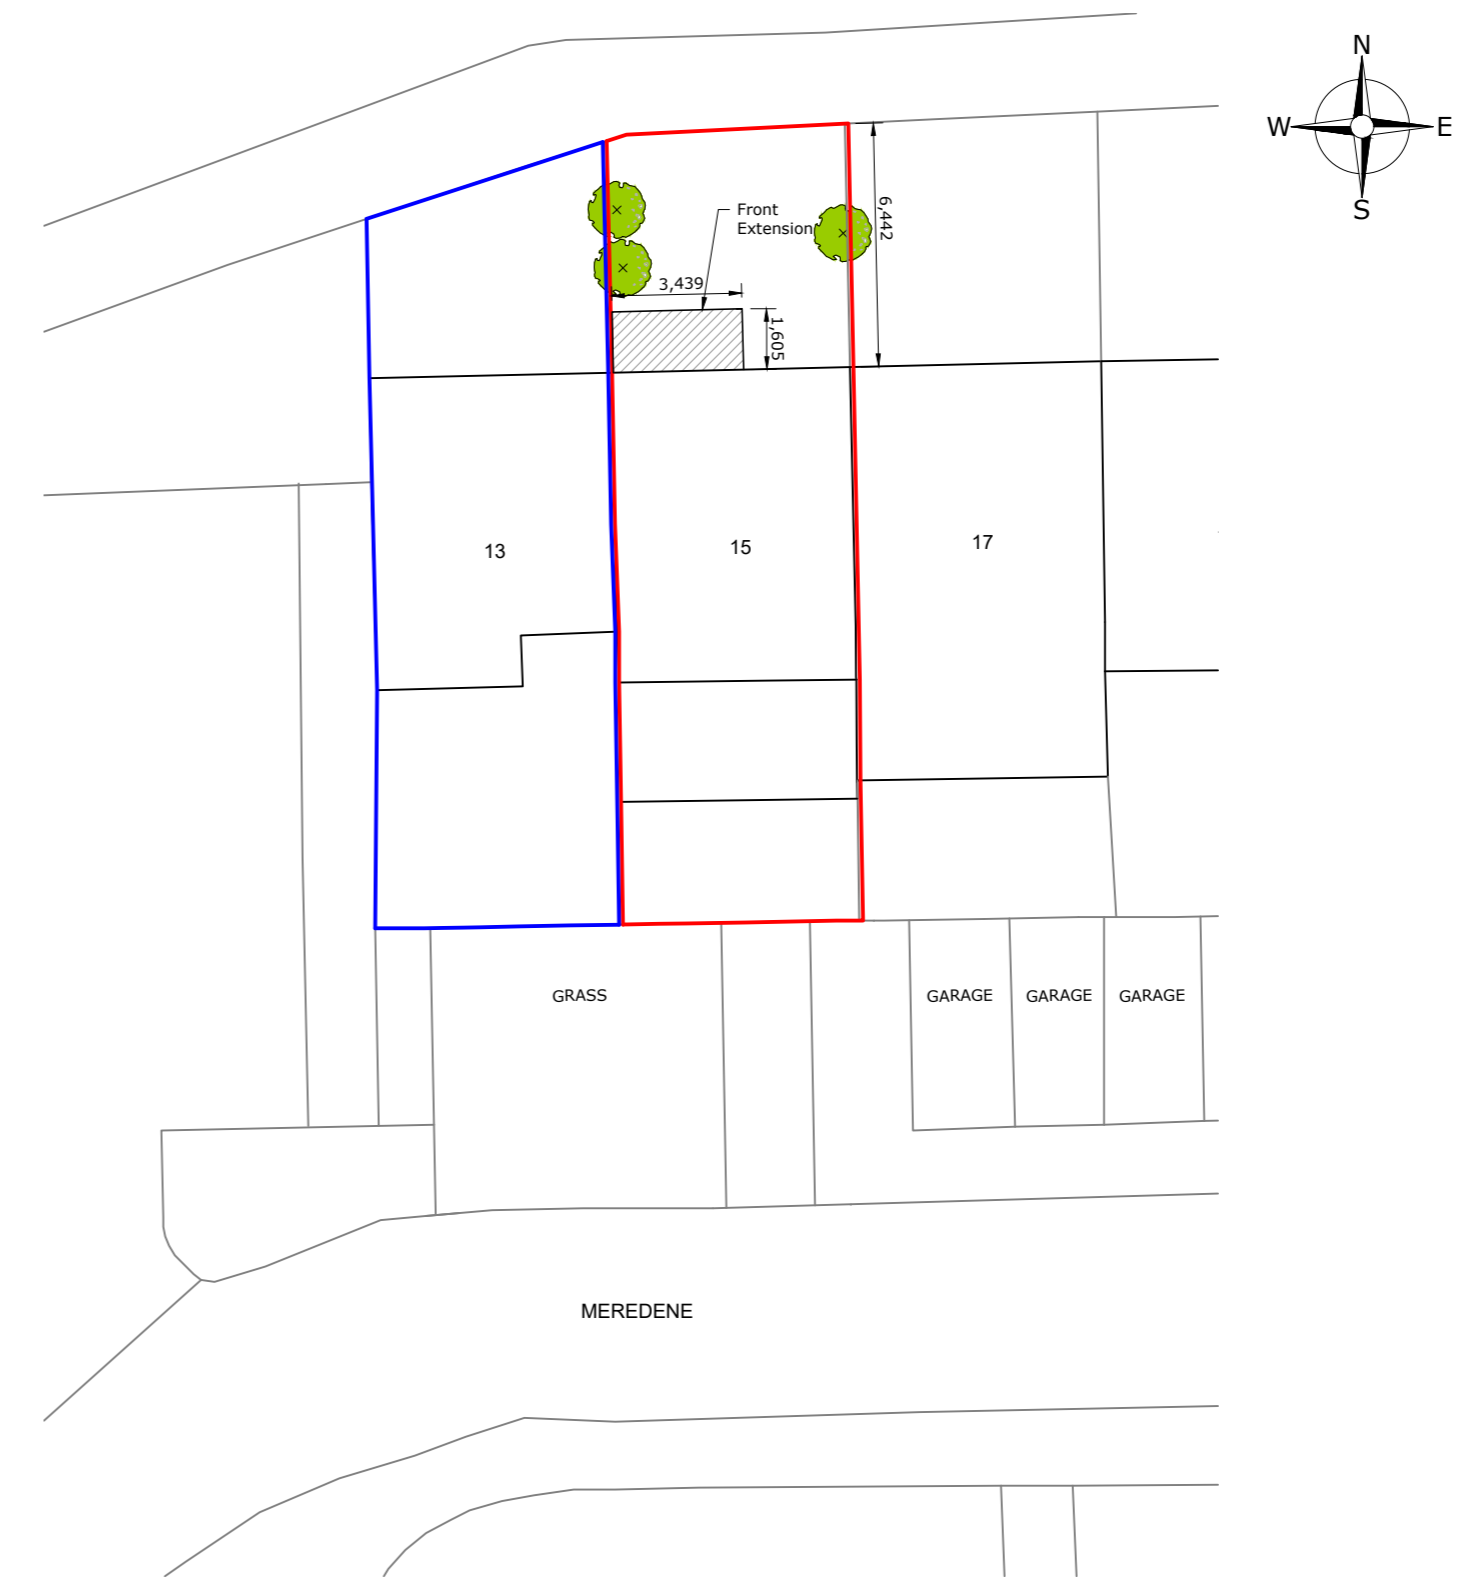 N
W E
S
Front
Extension
6,442
3,439
1,605
13
15
17
GRASS
GARAGE
GARAGE
GARAGE
MEREDENE